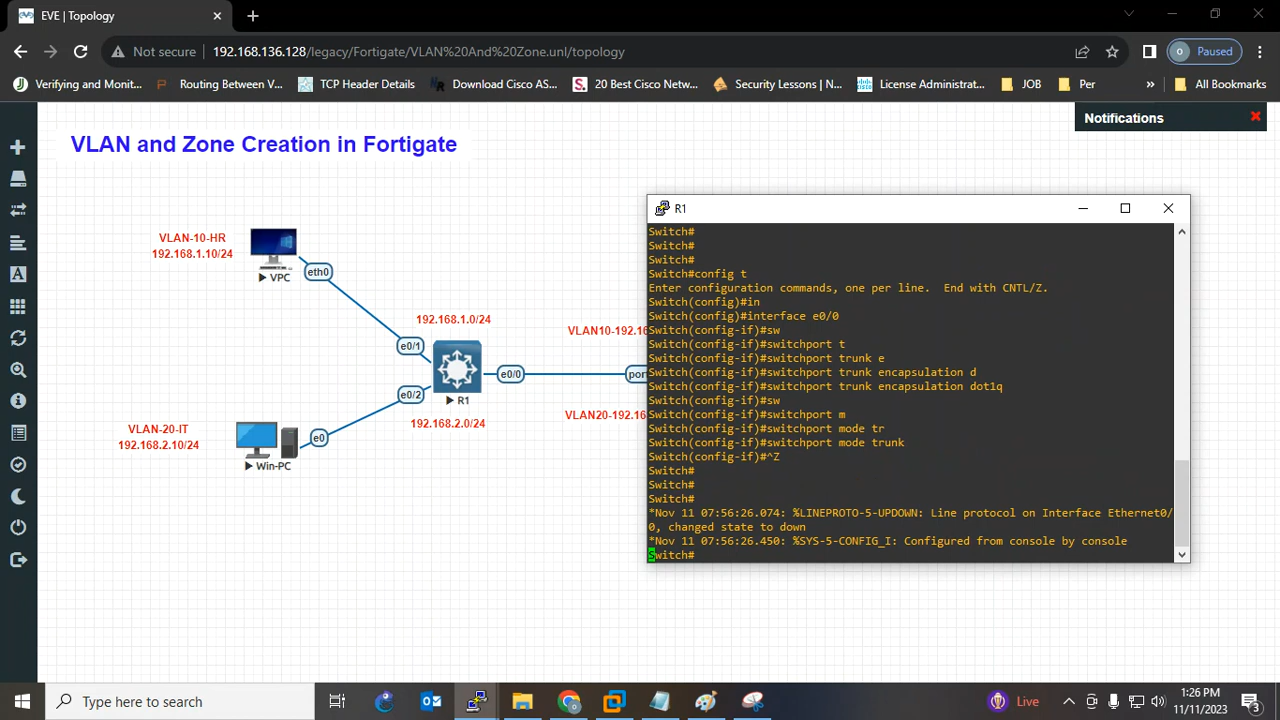 EVE | Topology
Not secure
192.168.136.128/legacy/Fortigate/VLAN%20And%20Zone.unl/topology
o
Paused
Verifying and Monit...
Routing Between V...
TCP Header Details
Download Cisco AS...
20 Best Cisco Netw...
Security Lessons | N...
License Administrat...
JOB
Per
»
All Bookmarks
Notifications
VLAN and Zone Creation in Fortigate
VLAN-10-HR
192.168.1.10/24
VPC
eth0
192.168.1.0/24
e0/1
e0/0
R1
e0/2
192.168.2.0/24
VLAN-20-IT
192.168.2.10/24
e0
Win-PC
VLAN10-192.16
por
VLAN20-192.16
R1
Switch#
Switch#
Switch#
Switch#config t
Enter configuration commands, one per line.  End with CNTL/Z.
Switch(config)#in
Switch(config)#interface e0/0
Switch(config-if)#sw
Switch(config-if)#switchport t
Switch(config-if)#switchport trunk e
Switch(config-if)#switchport trunk encapsulation d
Switch(config-if)#switchport trunk encapsulation dot1q
Switch(config-if)#sw
Switch(config-if)#switchport m
Switch(config-if)#switchport mode tr
Switch(config-if)#switchport mode trunk
Switch(config-if)#^Z
Switch#
Switch#
Switch#
*Nov 11 07:56:26.074: %LINEPROTO-5-UPDOWN: Line protocol on Interface Ethernet0/
0, changed state to down
*Nov 11 07:56:26.450: %SYS-5-CONFIG_I: Configured from console by console
Switch#
Type here to search
Live
1:26 PM
11/11/2023
3